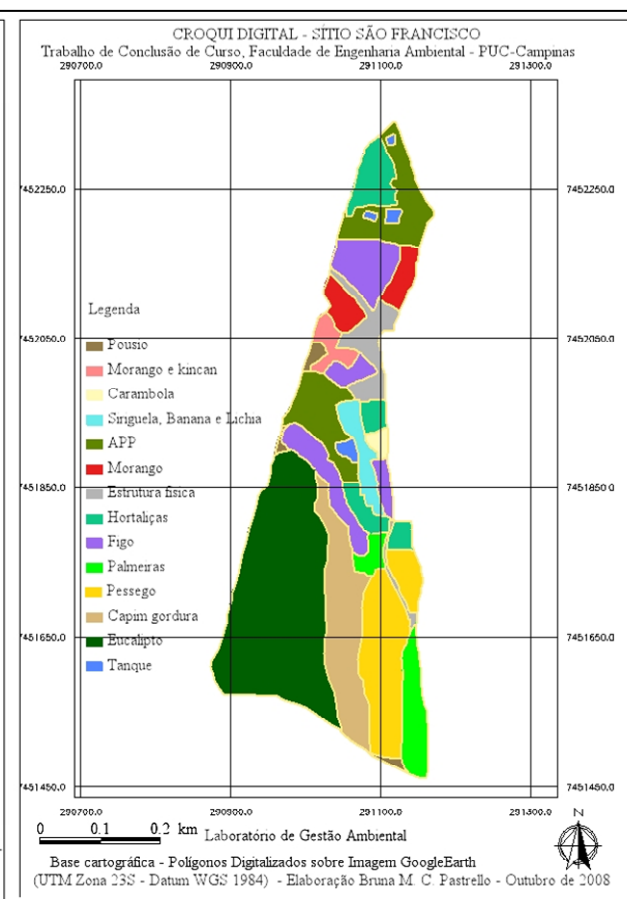 CROQUI DIGITAL - SÍTIO SÃO FRANCISCO
Trabalho de Conclusão de Curso, Faculdade de Engenharia Ambiental - PUC-Campinas
290700.0 290900.0 291100.0 291300.0
7452250.0 7452250.0
7452050.0 7452050.0
7451850.0 7451850.0
7451650.0 7451650.0
7451450.0 7451450.0
Legenda
Pousio
Morango e kincan
Carambola
Siriguela, Banana e Lichia
APP
Morango
Estrutura física
Hortaliças
Figo
Palmeiras
Pessego
Capim gordura
Eucalipto
Tanque
290700.0 290900.0 291100.0 291300.0
0 0.1 0.2 km
Laboratório de Gestão Ambiental
N
Base cartográfica - Polígonos Digitalizados sobre Imagem GoogleEarth
(UTM Zona 23S - Datum WGS 1984) - Elaboração Bruna M. C. Pastrello - Outubro de 2008